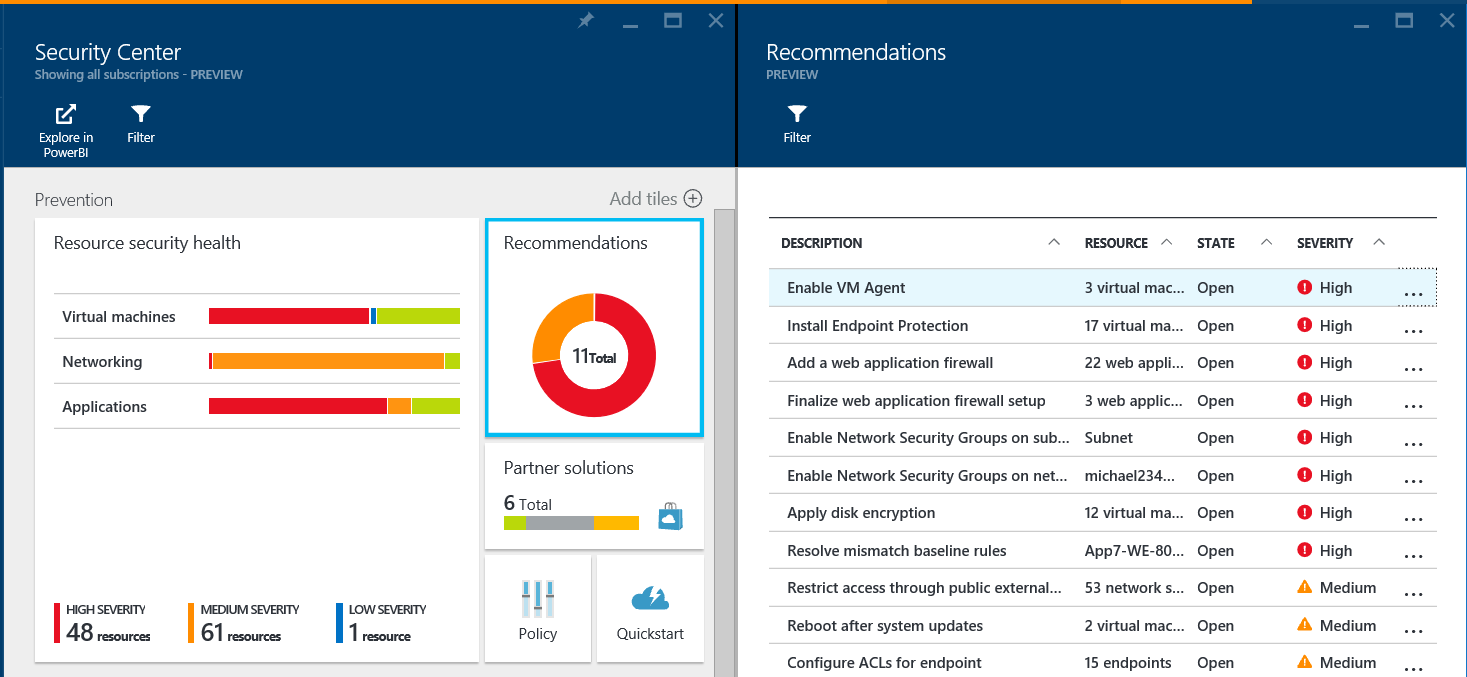 Security Center
Showing all subscriptions - PREVIEW
Explore in
PowerBI
Filter
Prevention
Add tiles
Resource security health
Virtual machines
Networking
Applications
HIGH SEVERITY
48 resources
MEDIUM SEVERITY
61 resources
LOW SEVERITY
1 resource
Recommendations
11 Total
Partner solutions
6 Total
Policy
Quickstart
Recommendations
PREVIEW
Filter
DESCRIPTION RESOURCE STATE SEVERITY
Enable VM Agent 3 virtual mac... Open High ...
Install Endpoint Protection 17 virtual ma... Open High ...
Add a web application firewall 22 web appli... Open High ...
Finalize web application firewall setup 3 web applic... Open High ...
Enable Network Security Groups on sub... Subnet Open High ...
Enable Network Security Groups on net... michael234... Open High ...
Apply disk encryption 12 virtual ma... Open High ...
Resolve mismatch baseline rules App7-WE-80... Open High ...
Restrict access through public external... 53 network s... Open Medium ...
Reboot after system updates 2 virtual mac... Open Medium ...
Configure ACLs for endpoint 15 endpoints Open Medium ...